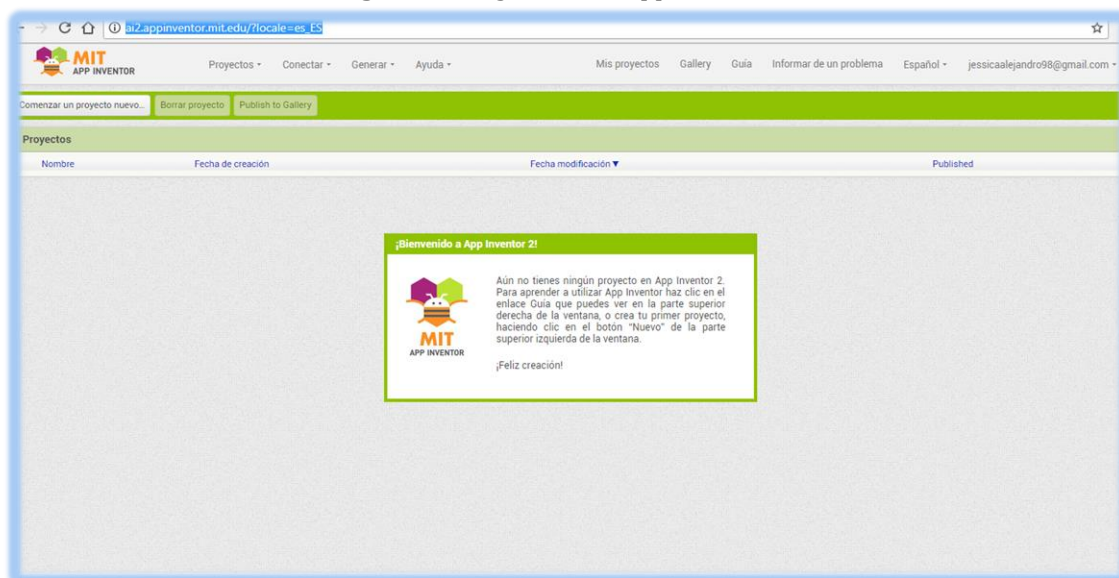 ai2.appinventor.mit.edu/?locale=es_ES
MIT
APP INVENTOR
Proyectos Conectar Generar Ayuda Mis proyectos Gallery Guia Informar de un problema Español jessicaalejandro98@gmail.com
Comenzar un proyecto nuevo... Borrar proyecto Publish to Gallery
Proyectos
Nombre Fecha de creación Fecha modificación ▼ Published
¡Bienvenido a App Inventor 2!
Aún no tienes ningún proyecto en App Inventor 2.
Para aprender a utilizar App Inventor haz clic en el
enlace Guia que puedes ver en la parte superior
derecha de la ventana, o crea tu primer proyecto,
haciendo clic en el botón "Nuevo" de la parte
superior izquierda de la ventana.
¡Feliz creación!
MIT
APP INVENTOR